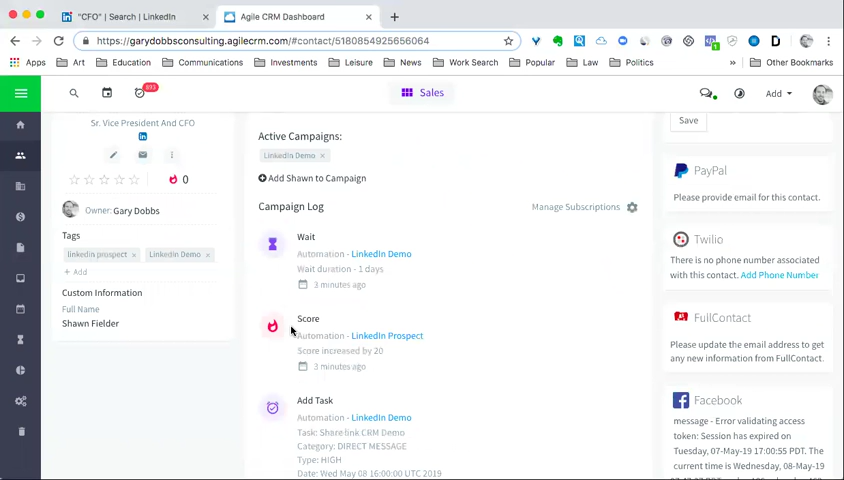 "CFO" | Search | LinkedIn
Agile CRM Dashboard
https://garydobbsconsulting.agilecrm.com/#contact/5180854925656064
Apps
Art
Education
Communications
Investments
Leisure
News
Work Search
Popular
Law
Politics
Other Bookmarks
893
Sales
Add
Sr. Vice President And CFO
0
Owner: Gary Dobbs
Tags
linkedin prospect ×
LinkedIn Demo ×
+ Add
Custom Information
Full Name
Shawn Fielder
Active Campaigns:
LinkedIn Demo ×
Add Shawn to Campaign
Campaign Log
Manage Subscriptions
Wait
Automation - LinkedIn Demo
Wait duration - 1 days
3 minutes ago
Score
Automation - LinkedIn Prospect
Score increased by 20
3 minutes ago
Add Task
Automation - LinkedIn Demo
Task: Share link CRM Demo
Category: DIRECT MESSAGE
Type: HIGH
Date: Wed May 08 16:00:00 UTC 2019
Save
PayPal
Please provide email for this contact.
Twilio
There is no phone number associated
with this contact. Add Phone Number
FullContact
Please update the email address to
get any new information from FullContact.
Facebook
message - Error validating access
token: Session has expired on
Tuesday, 07-May-19 17:00:55 PDT. The
current time is Wednesday, 08-May-19